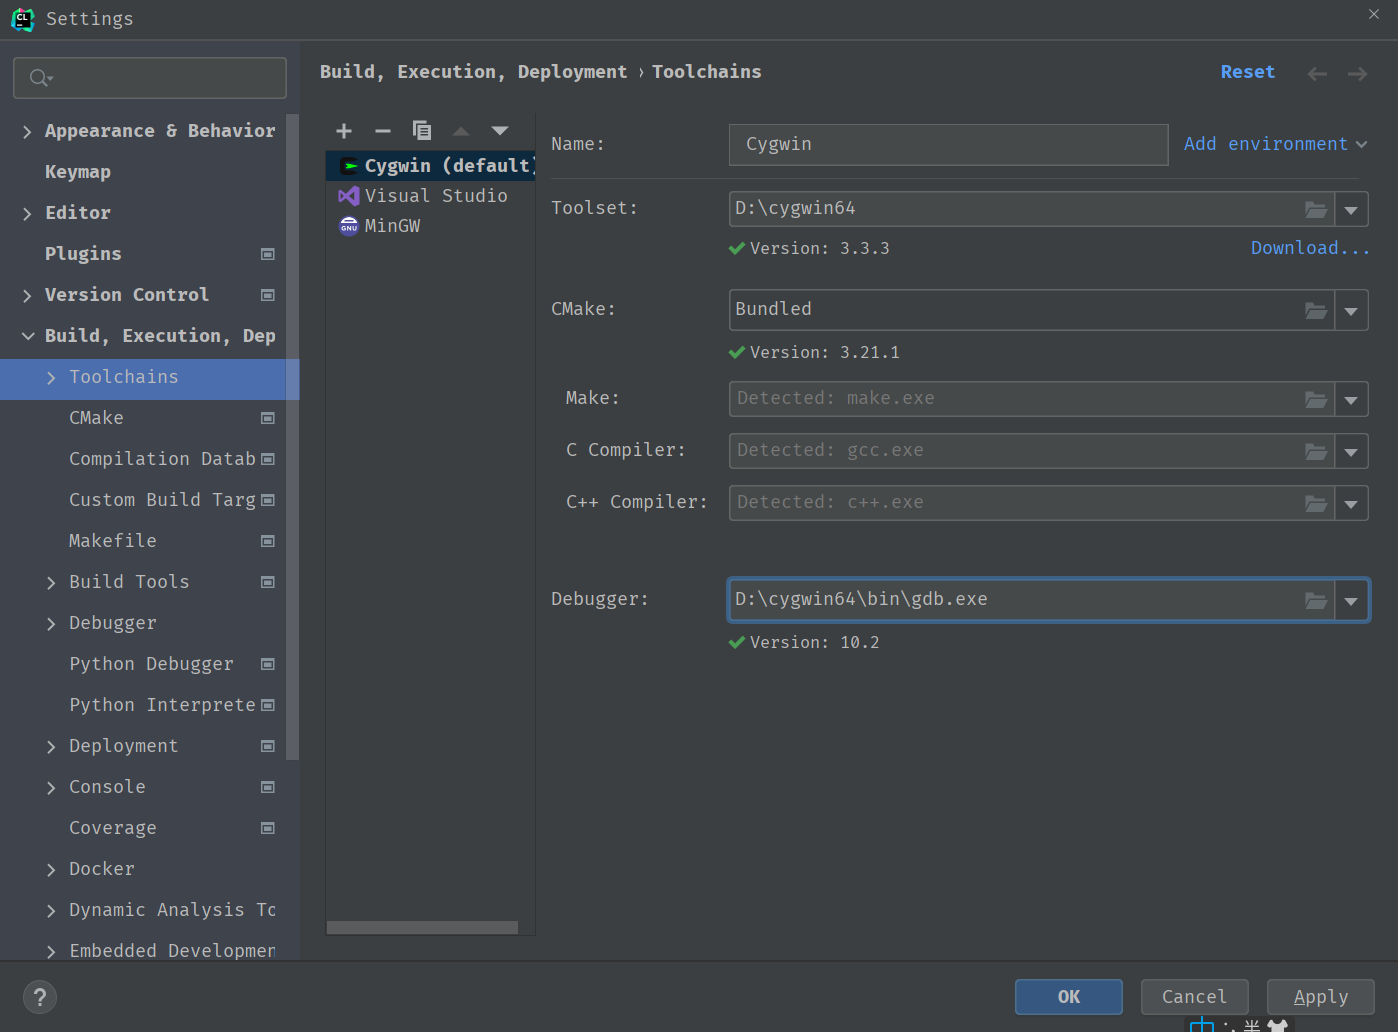 Settings
Build, Execution, Deployment › Toolchains
Reset
Appearance & Behavior
Keymap
Editor
Plugins
Version Control
Build, Execution, Dep
Toolchains
CMake
Compilation Datab
Custom Build Targ
Makefile
Build Tools
Debugger
Python Debugger
Python Interprete
Deployment
Console
Coverage
Docker
Dynamic Analysis To
Embedded Developmen
Cygwin (default)
Visual Studio
MinGW
Name:
Cygwin
Add environment
Toolset:
D:\cygwin64
Version: 3.3.3
Download...
CMake:
Bundled
Version: 3.21.1
Make:
Detected: make.exe
C Compiler:
Detected: gcc.exe
C++ Compiler:
Detected: c++.exe
Debugger:
D:\cygwin64\bin\gdb.exe
Version: 10.2
?
OK
Cancel
Apply